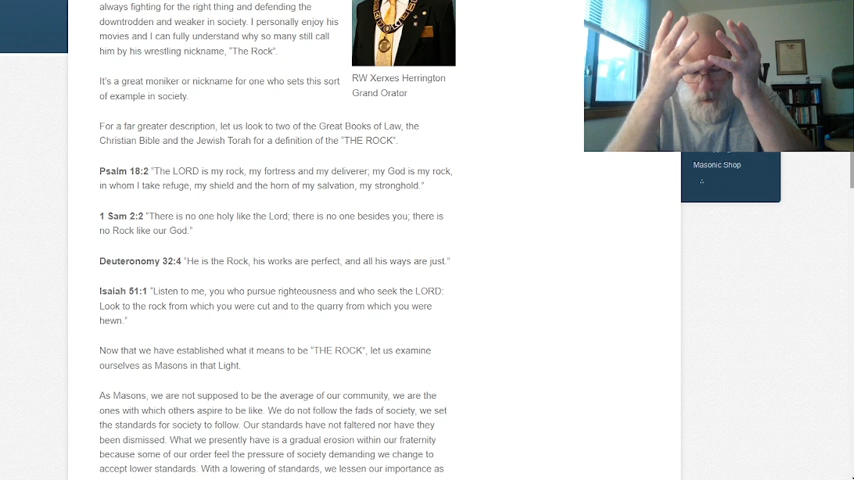 always fighting for the right thing and defending the
downtrodden and weaker in society. I personally enjoy his
movies and I can fully understand why so many still call
him by his wrestling nickname, "The Rock".
RW Xerxes Herrington
Grand Orator
It's a great moniker or nickname for one who sets this sort
of example in society.
For a far greater description, let us look to two of the Great Books of Law, the
Christian Bible and the Jewish Torah for a definition of the "THE ROCK".
Psalm 18:2 "The LORD is my rock, my fortress and my deliverer; my God is my rock,
in whom I take refuge, my shield and the horn of my salvation, my stronghold."
1 Sam 2:2 "There is no one holy like the Lord; there is no one besides you; there is
no Rock like our God."
Deuteronomy 32:4 "He is the Rock, his works are perfect, and all his ways are just."
Isaiah 51:1 "Listen to me, you who pursue righteousness and who seek the LORD:
Look to the rock from which you were cut and to the quarry from which you were
hewn."
Now that we have established what it means to be "THE ROCK", let us examine
ourselves as Masons in that Light.
As Masons, we are not supposed to be the average of our community, we are the
ones with which others aspire to be like. We do not follow the fads of society, we set
the standards for society to follow. Our standards have not faltered nor have they
been dismissed. What we presently have is a gradual erosion within our fraternity
because some of our order feel the pressure of society demanding we change to
accept lower standards. With a lowering of standards, we lessen our importance as
Masonic Shop